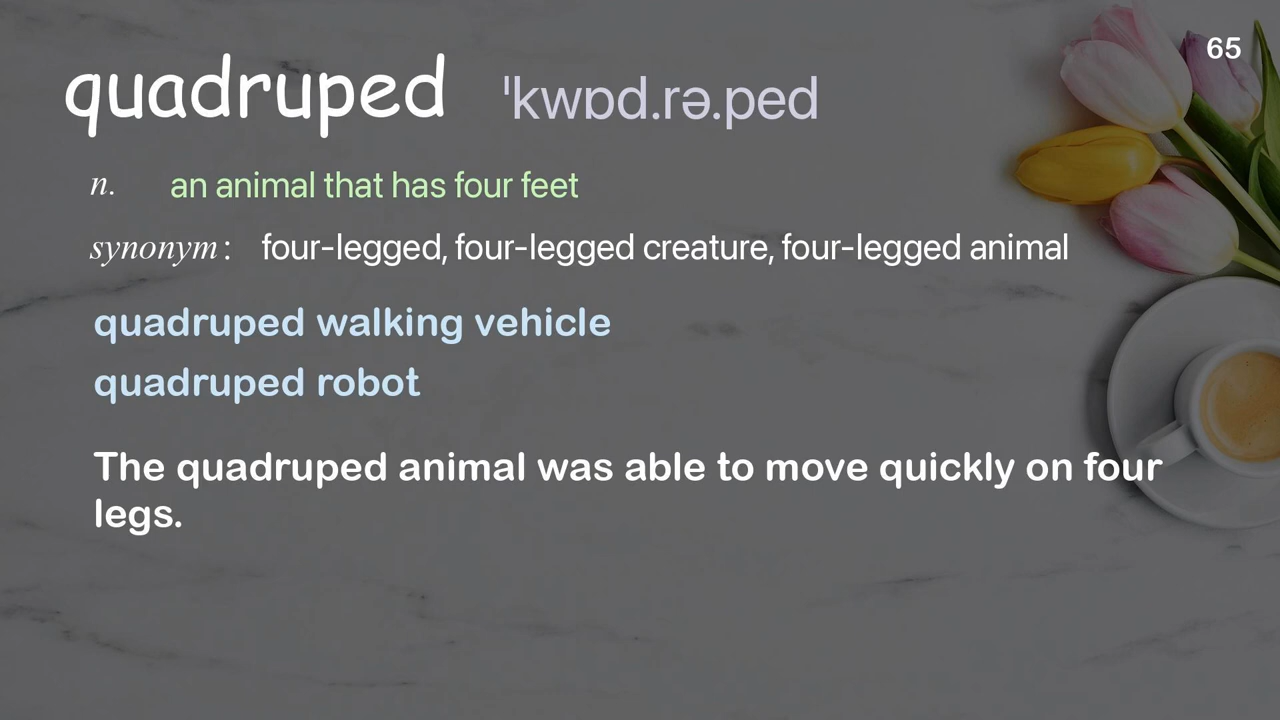 65
quadruped ˈkwɒd.rə.ped
n. an animal that has four feet
synonym: four-legged, four-legged creature, four-legged animal
quadruped walking vehicle
quadruped robot
The quadruped animal was able to move quickly on four
legs.